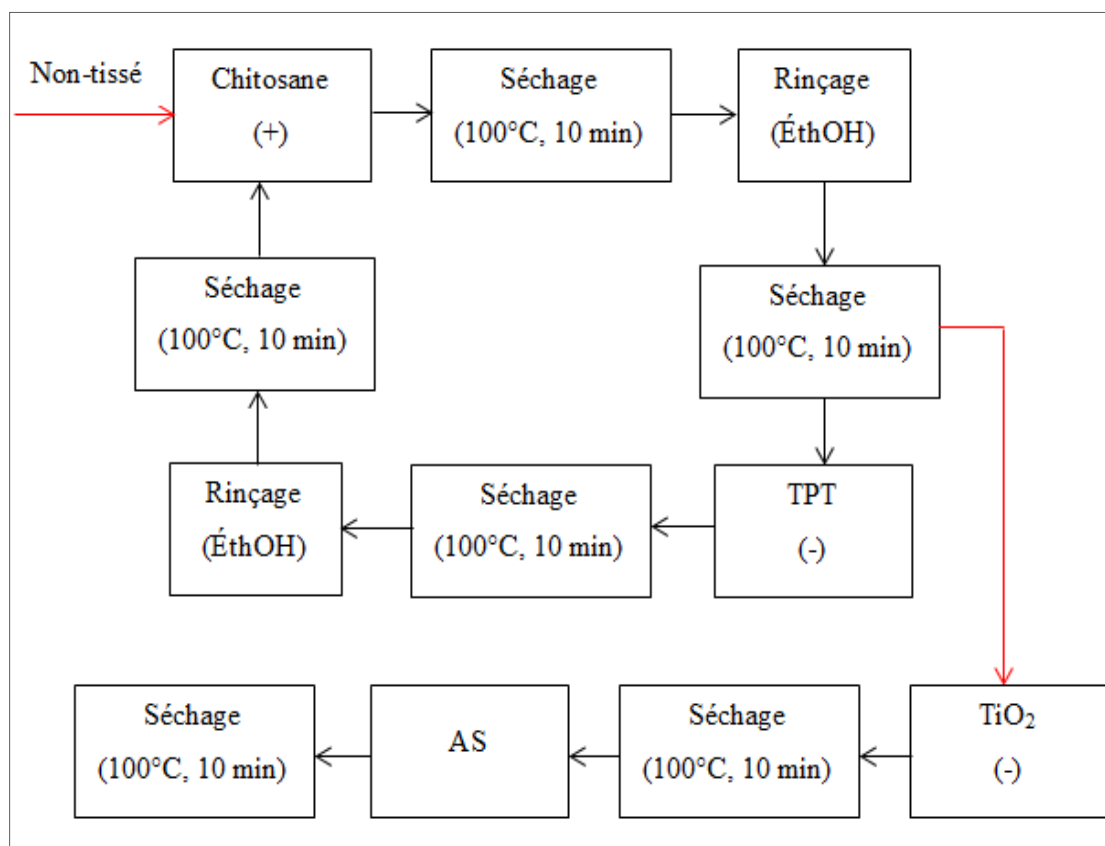 Non-tissé
Chitosane
(+)
Séchage
(100°C, 10 min)
Rinçage
(ÉthOH)
Séchage
(100°C, 10 min)
Séchage
(100°C, 10 min)
Rinçage
(ÉthOH)
Séchage
(100°C, 10 min)
TPT
(-)
Séchage
(100°C, 10 min)
AS
Séchage
(100°C, 10 min)
TiO₂
(-)